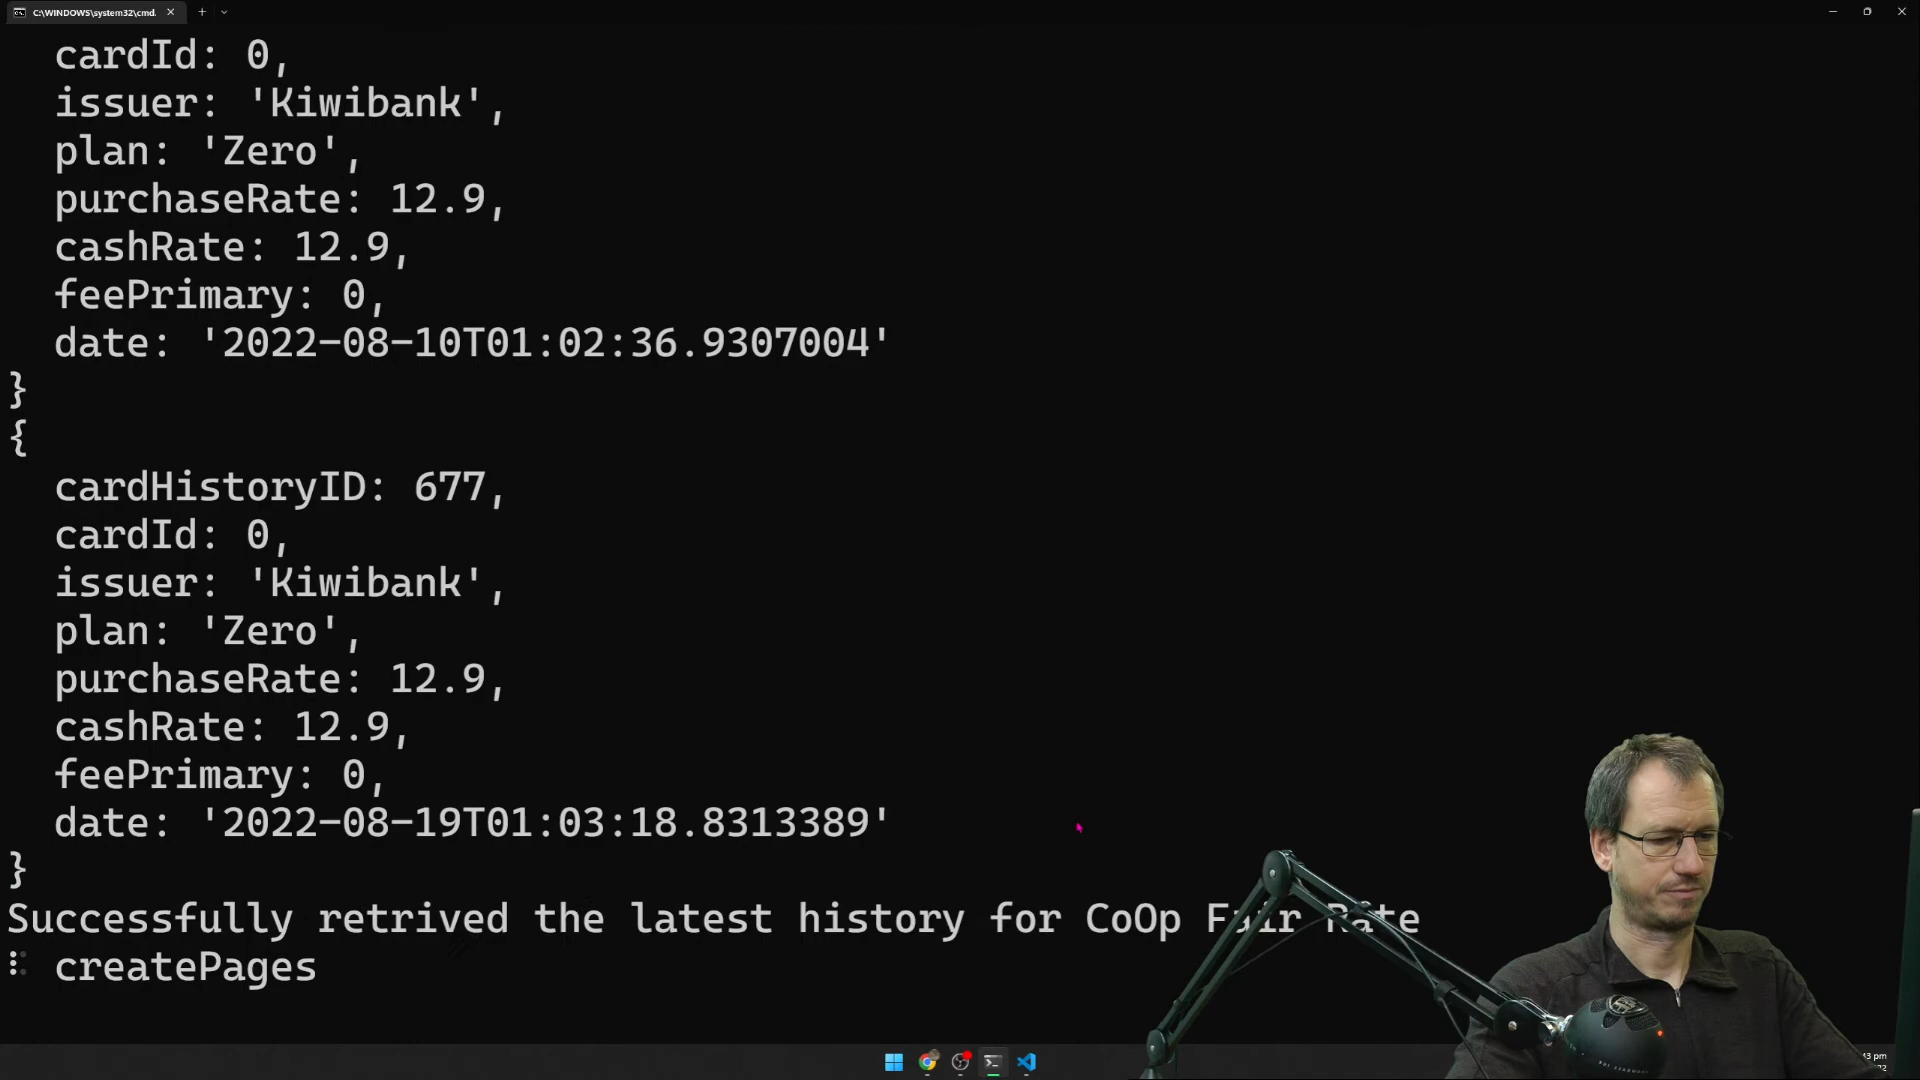 C:\WINDOWS\system32\cmd.
cardId: 0,
issuer: 'Kiwibank',
plan: 'Zero',
purchaseRate: 12.9,
cashRate: 12.9,
feePrimary: 0,
date: '2022-08-10T01:02:36.9307004'
}
{
cardHistoryID: 677,
cardId: 0,
issuer: 'Kiwibank',
plan: 'Zero',
purchaseRate: 12.9,
cashRate: 12.9,
feePrimary: 0,
date: '2022-08-19T01:03:18.8313389'
}
Successfully retrived the latest history for CoOp Fair Rate
createPages